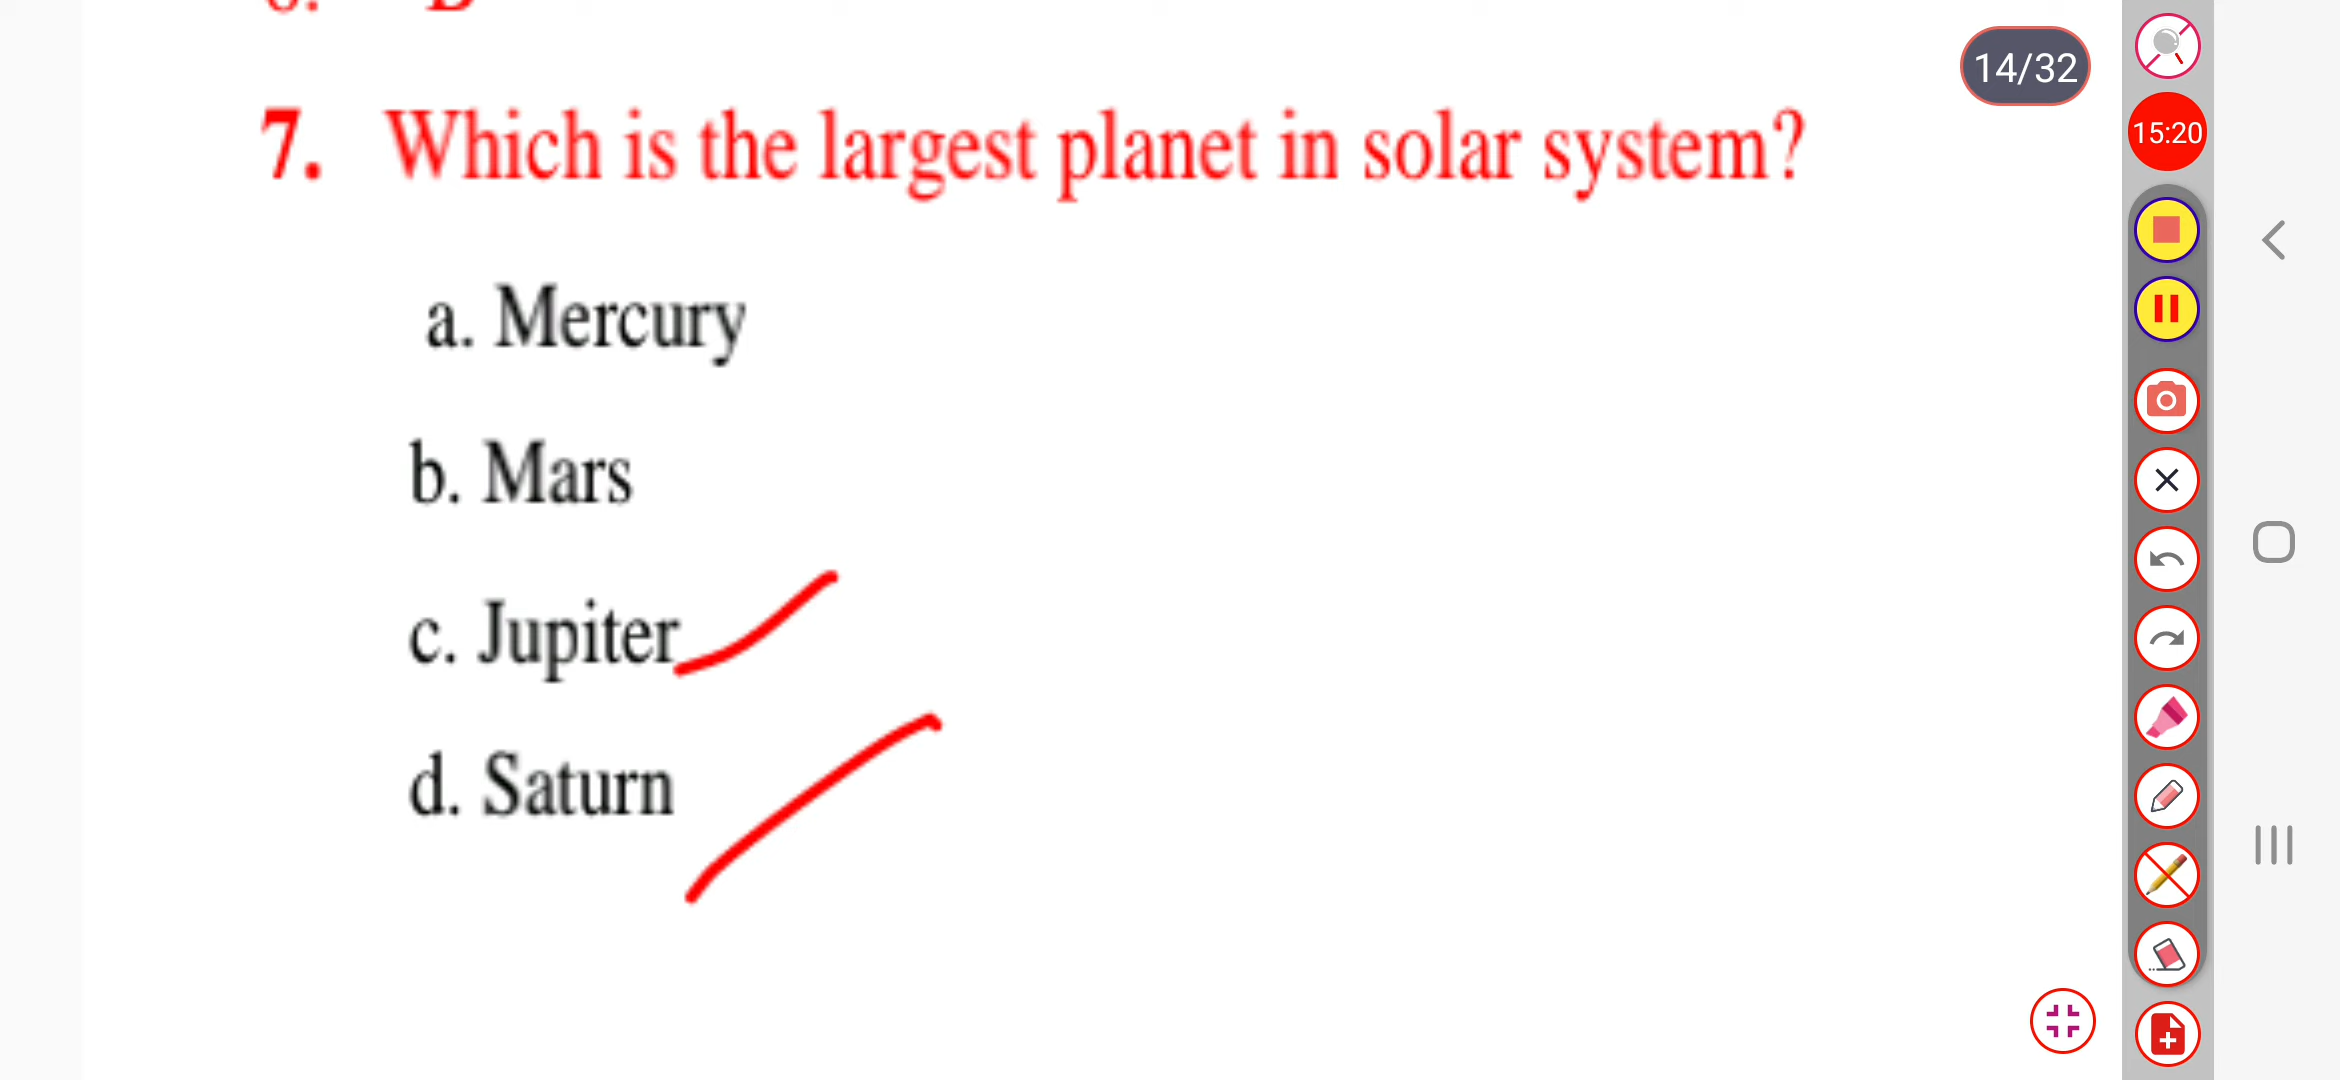 14/32
15:20
7. Which is the largest planet in solar system?
a. Mercury
b. Mars
c. Jupiter
d. Saturn